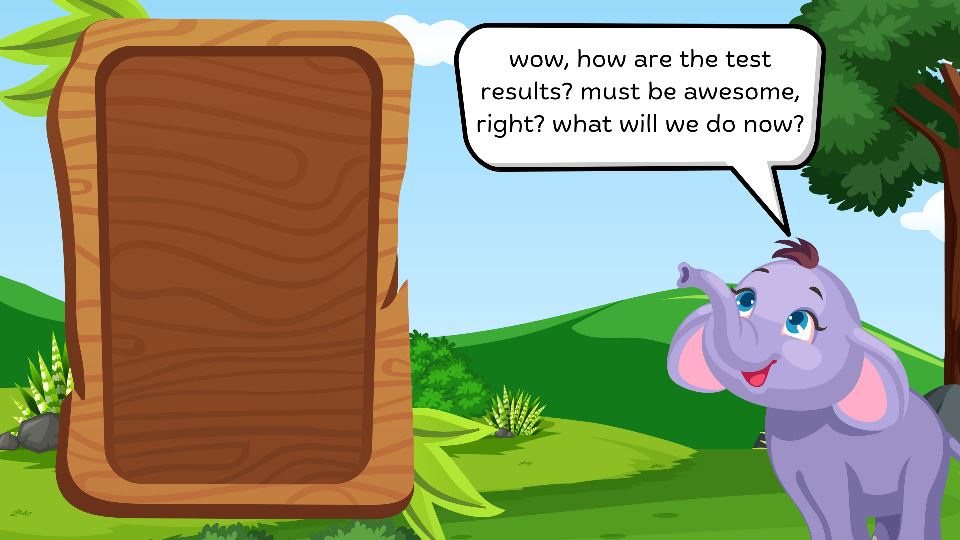 wow, how are the test
results? must be awesome,
right? what will we do now?